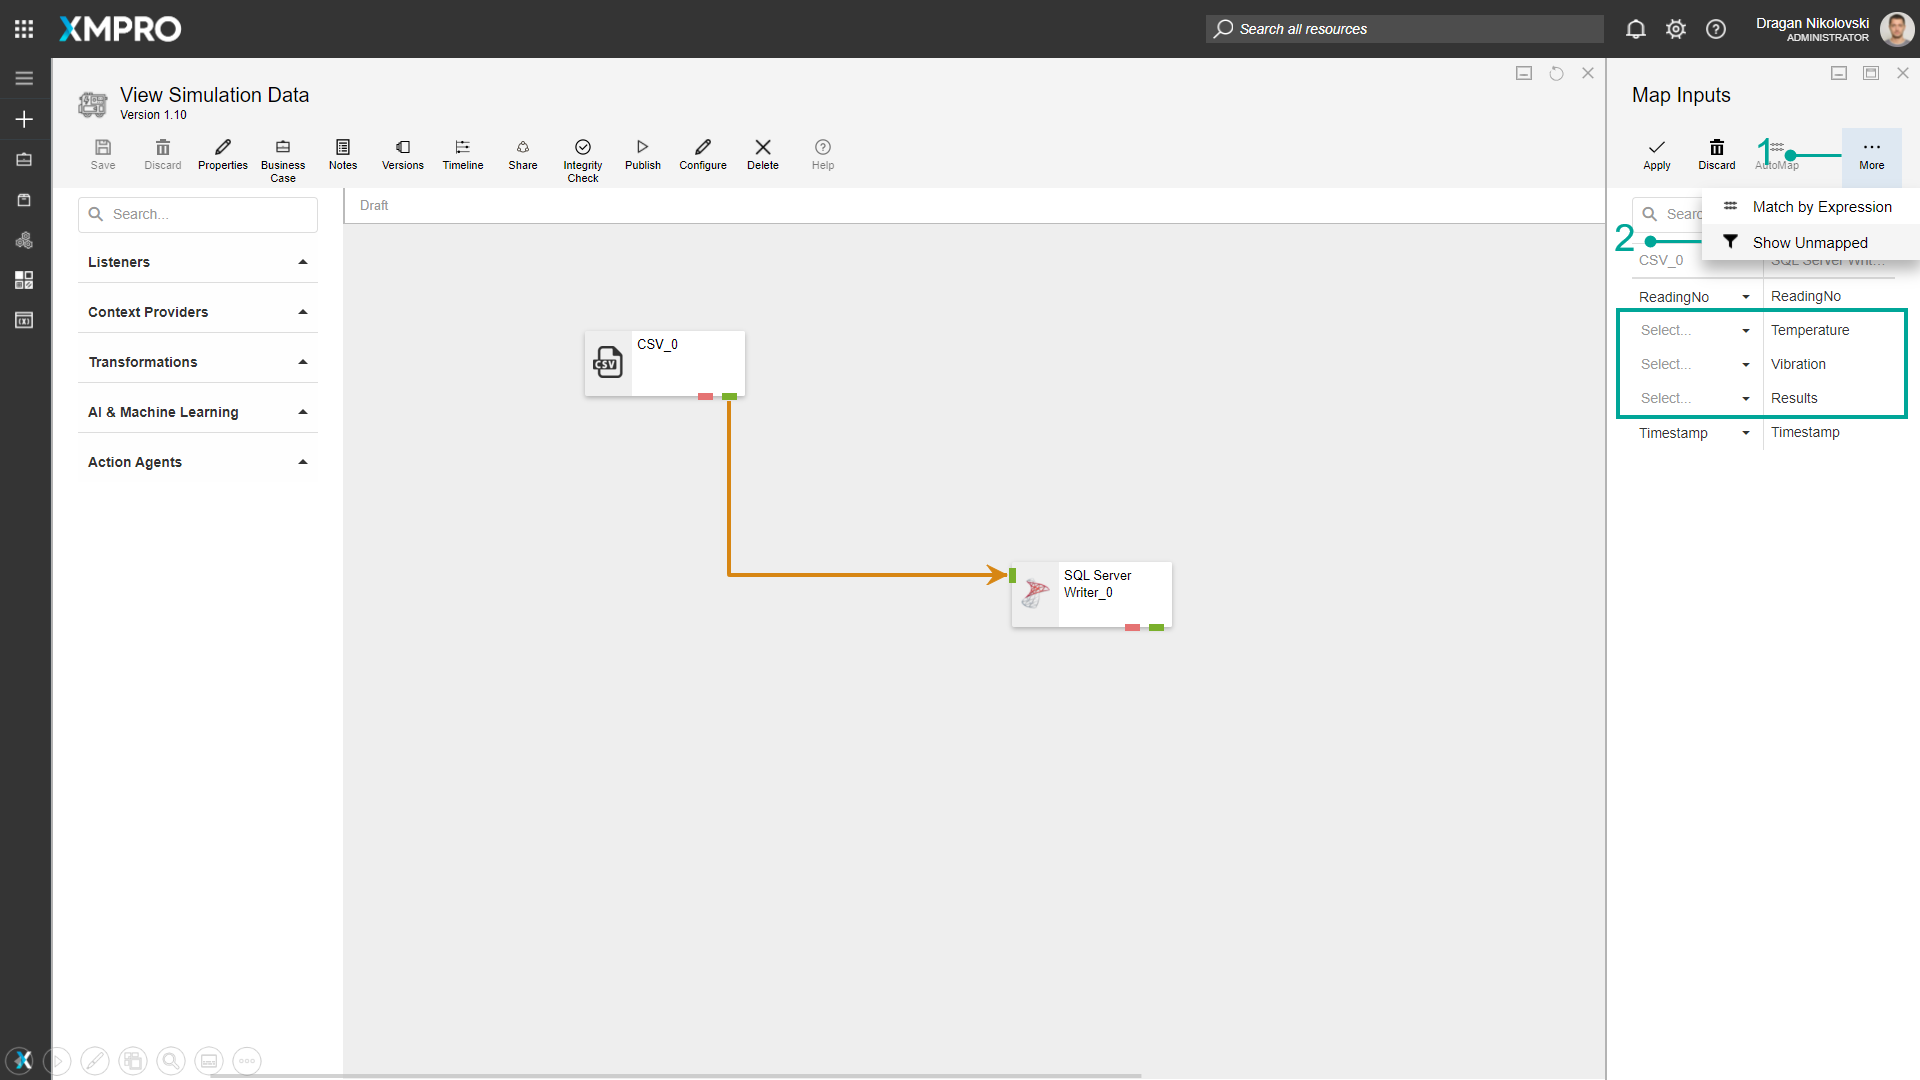 XMPRO
Search all resources
Dragan Nikolovski
ADMINISTRATOR
View Simulation Data
Version 1.10
Save
Discard
Properties
Business
Case
Notes
Versions
Timeline
Share
Integrity
Check
Publish
Configure
Delete
Help
Search...
Listeners
Context Providers
Transformations
AI & Machine Learning
Action Agents
Draft
CSV_0
CSV
SQL Server
Writer_0
Map Inputs
Apply
Discard
1
AutoMap
More
Match by Expression
2
Show Unmapped
CSV_0
SQL Server Writ...
ReadingNo
ReadingNo
Select...
Temperature
Select...
Vibration
Select...
Results
Timestamp
Timestamp